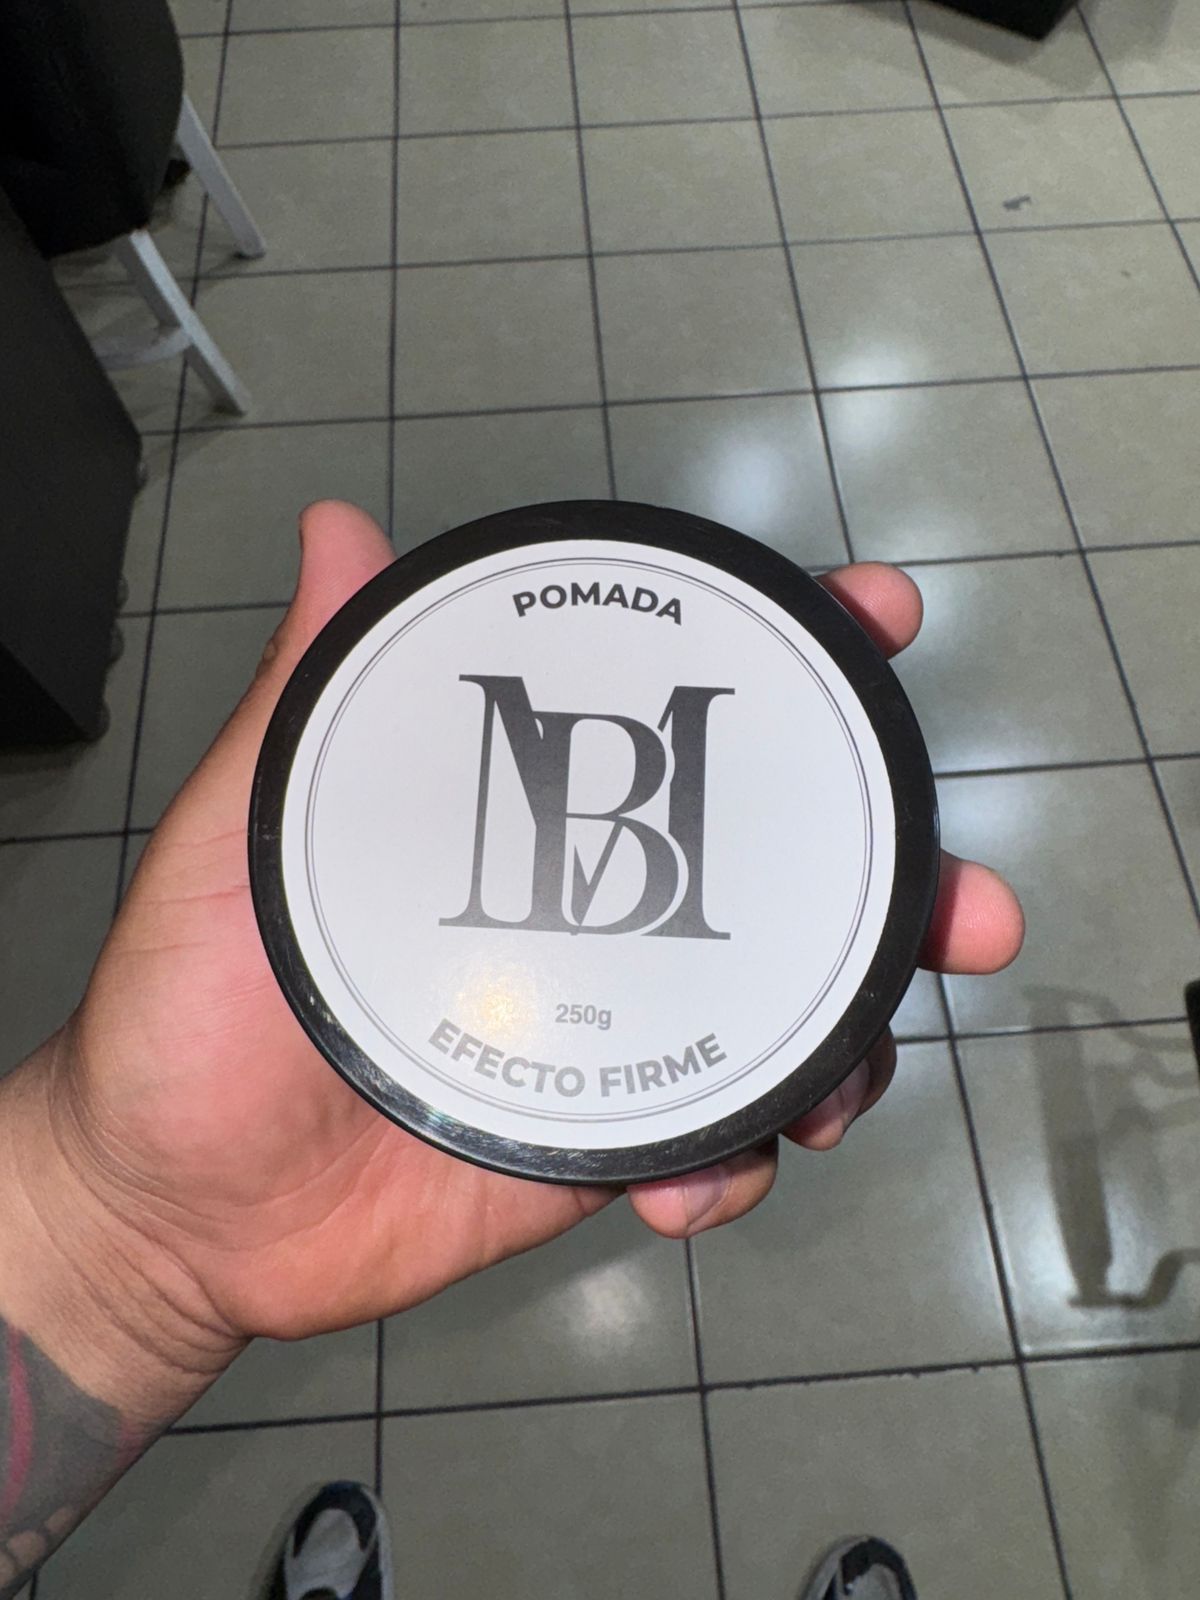 POMADA
MB
250g
EFECTO FIRME